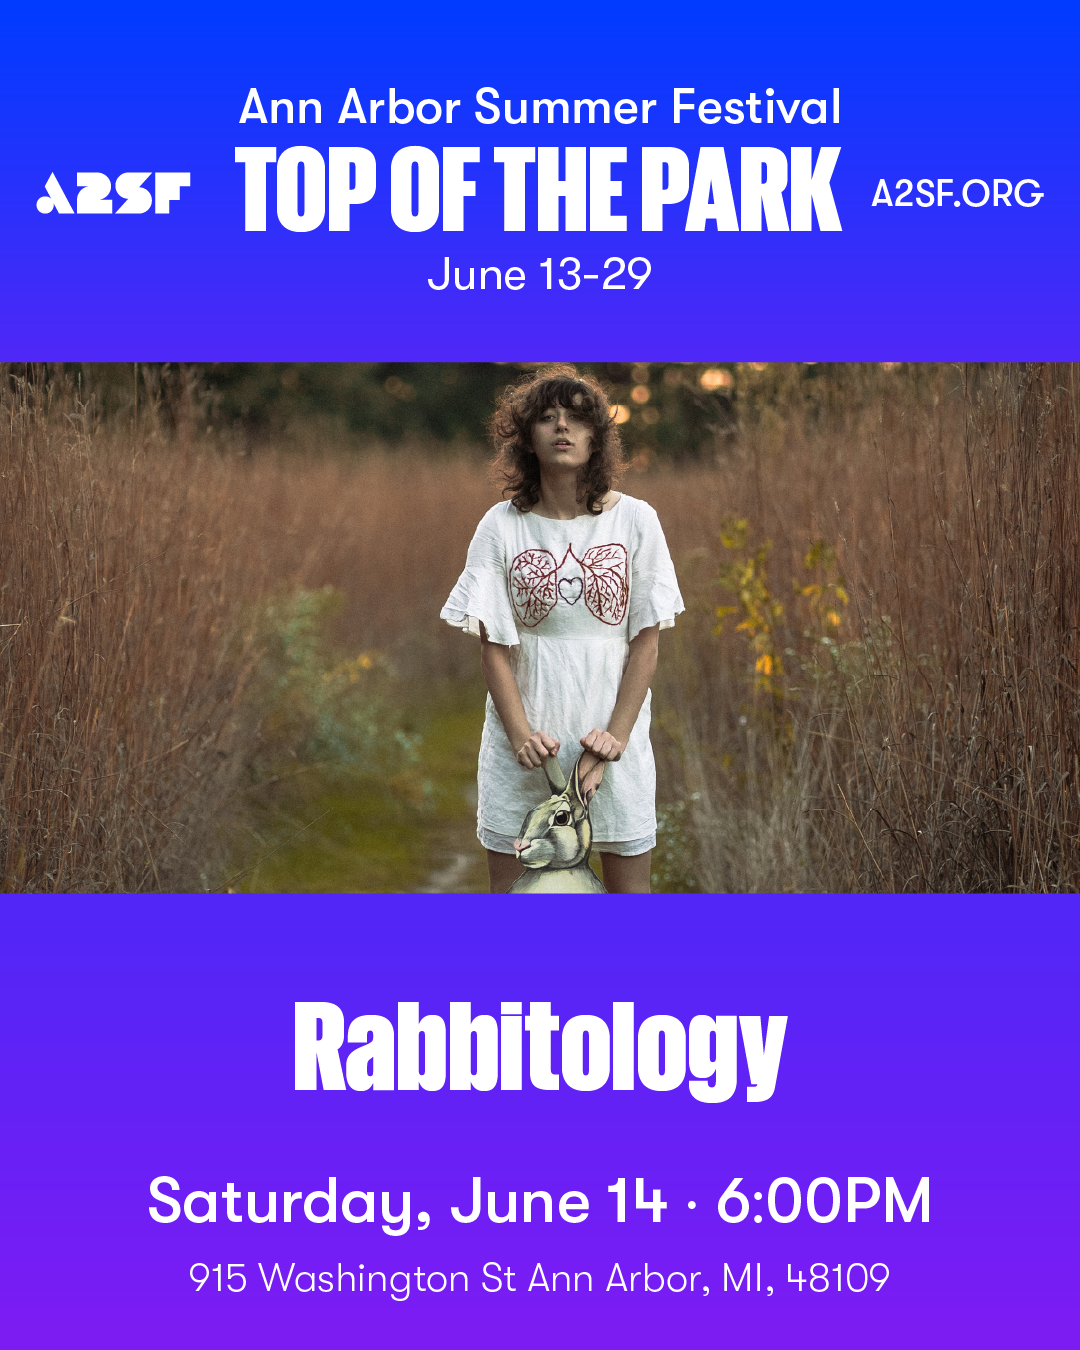 Ann Arbor Summer Festival
A2SF
TOP OF THE PARK
A2SF.ORG
June 13-29
Rabbitology
Saturday, June 14 · 6:00PM
915 Washington St Ann Arbor, MI, 48109